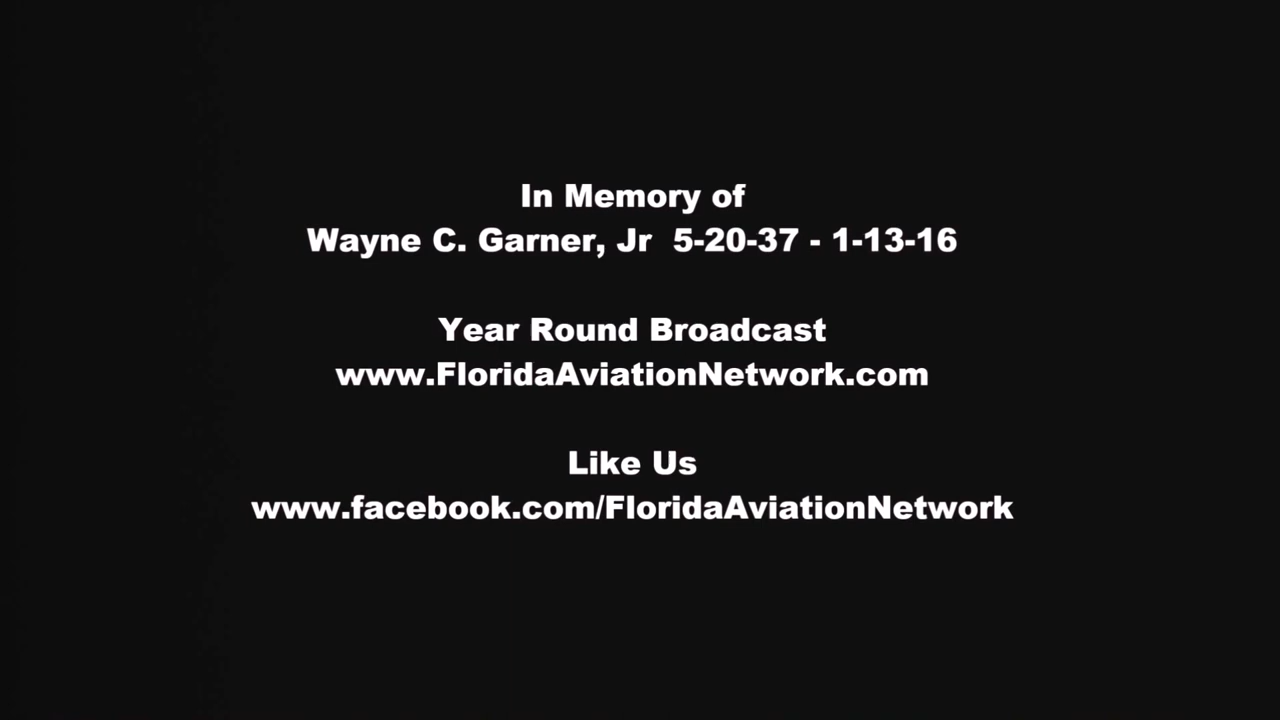 In Memory of
Wayne C. Garner, Jr  5-20-37 - 1-13-16
Year Round Broadcast
www.FloridaAviationNetwork.com
Like Us
www.facebook.com/FloridaAviationNetwork